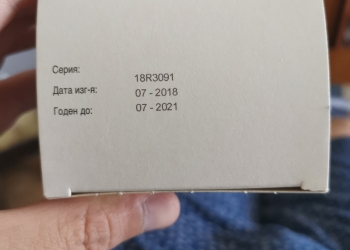 Серия: 18R3091
Дата изг-я: 07 - 2018
Годен до: 07 - 2021